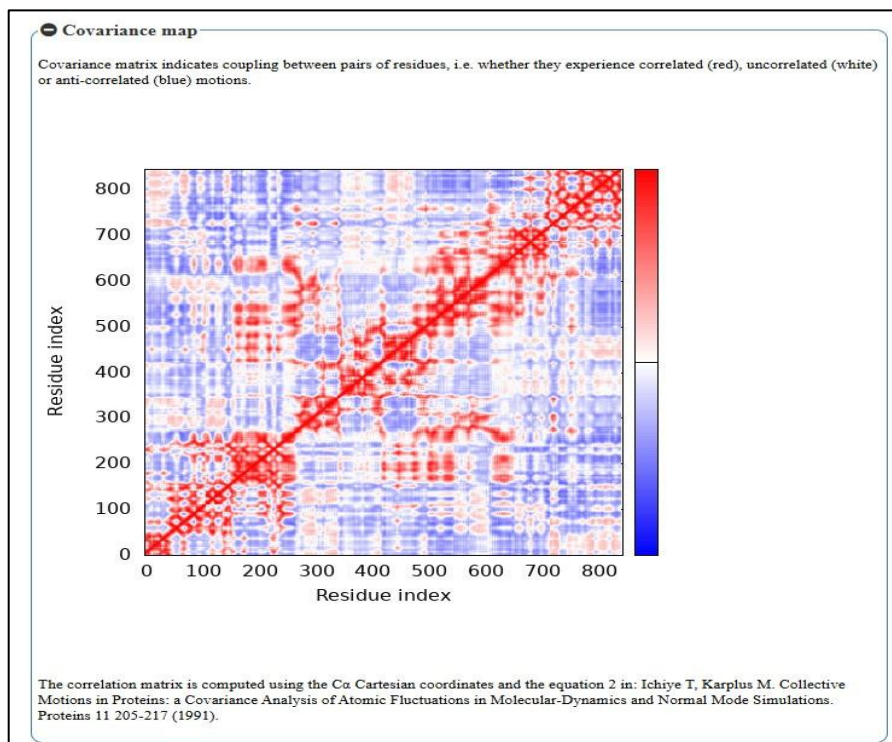 Covariance map
Covariance matrix indicates coupling between pairs of residues, i.e. whether they experience correlated (red), uncorrelated (white)
or anti-correlated (blue) motions.
800
700
600
500
400
300
200
100
0
Residue index
0 100 200 300 400 500 600 700 800
Residue index
The correlation matrix is computed using the Cα Cartesian coordinates and the equation 2 in: Ichiye T, Karplus M. Collective
Motions in Proteins: a Covariance Analysis of Atomic Fluctuations in Molecular-Dynamics and Normal Mode Simulations.
Proteins 11 205-217 (1991).